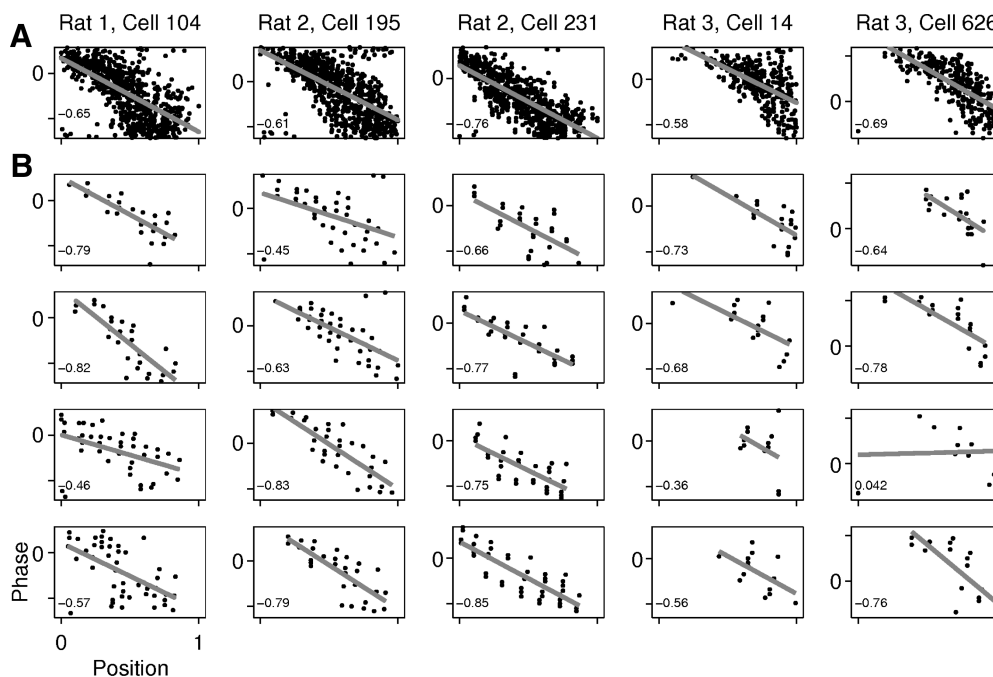 Rat 1, Cell 104 Rat 2, Cell 195 Rat 2, Cell 231 Rat 3, Cell 14 Rat 3, Cell 626
A
0 0 0 0 0
−0.65 −0.61 −0.76 −0.58 −0.69
B
0 0 0 0 0
−0.79 −0.45 −0.66 −0.73 −0.64
0 0 0 0 0
−0.82 −0.63 −0.77 −0.68 −0.78
0 0 0 0 0
−0.46 −0.83 −0.75 −0.36 0.042
Phase
0 0 0 0 0
−0.57 −0.79 −0.85 −0.56 −0.76
0 1
Position